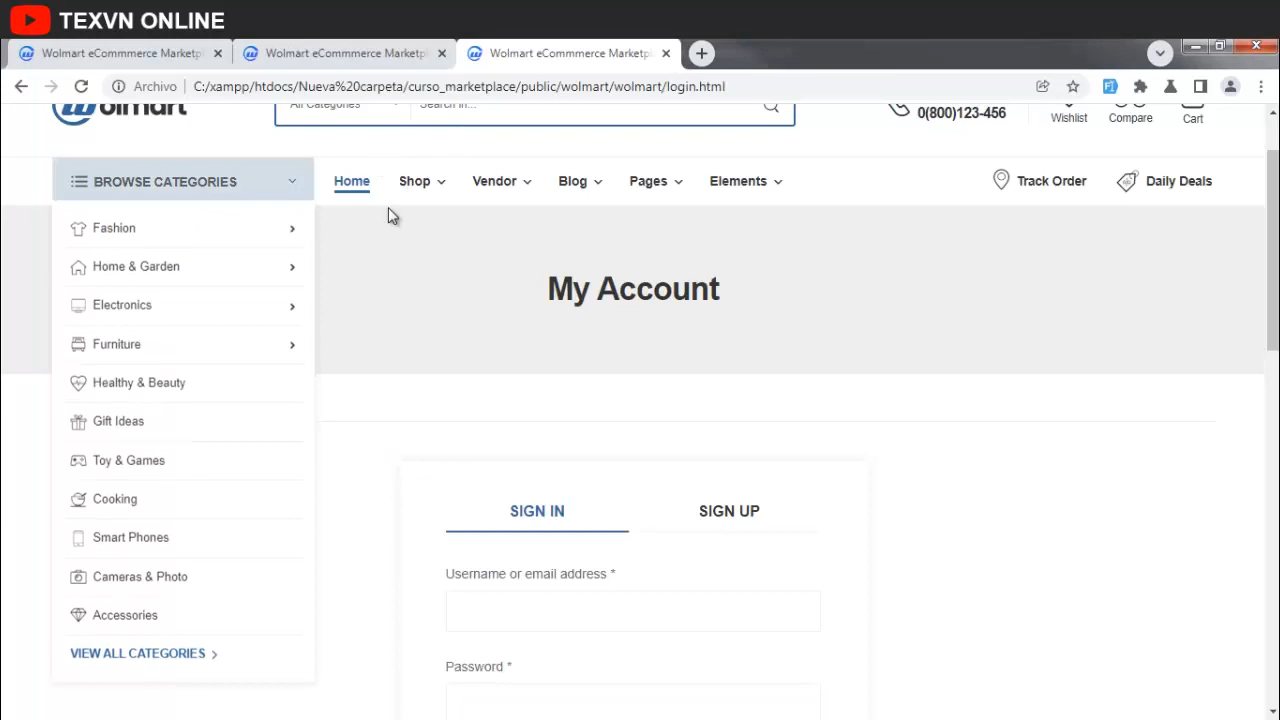 TEXVN ONLINE
Wolmart eCommmerce Marketpl
Wolmart eCommmerce Marketpl
Wolmart eCommmerce Marketpl
Archivo
C:/xampp/htdocs/Nueva%20carpeta/curso_marketplace/public/wolmart/wolmart/login.html
Wolmart
All Categories
Search in...
0(800)123-456
Wishlist
Compare
Cart
BROWSE CATEGORIES
Home
Shop
Vendor
Blog
Pages
Elements
Track Order
Daily Deals
Fashion
Home & Garden
Electronics
Furniture
Healthy & Beauty
Gift Ideas
Toy & Games
Cooking
Smart Phones
Cameras & Photo
Accessories
VIEW ALL CATEGORIES
My Account
SIGN IN
SIGN UP
Username or email address *
Password *